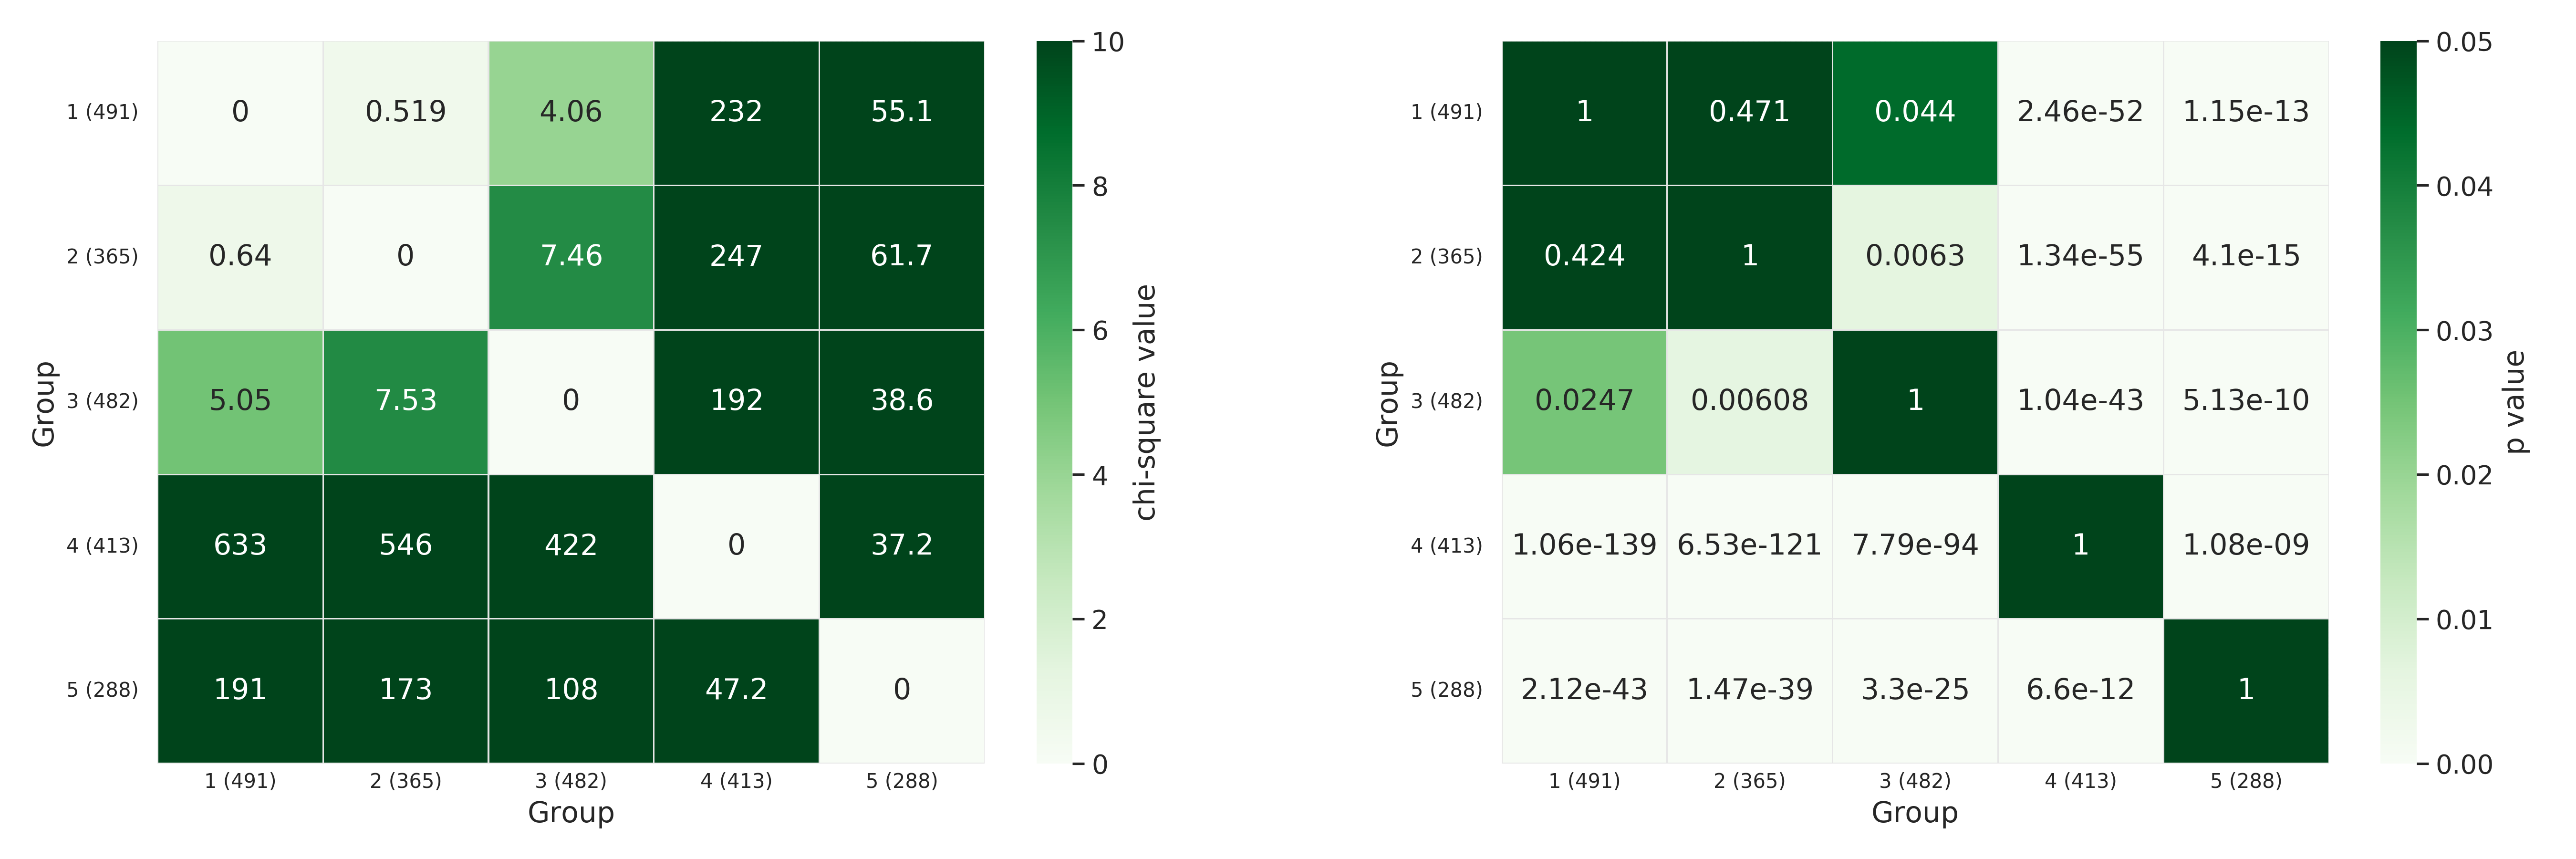 1 (491) 0 0.519 4.06 232 55.1
2 (365) 0.64 0 7.46 247 61.7
3 (482) 5.05 7.53 0 192 38.6
4 (413) 633 546 422 0 37.2
5 (288) 191 173 108 47.2 0
1 (491) 2 (365) 3 (482) 4 (413) 5 (288)
Group
Group
10
8
6
4
2
0
chi-square value
1 (491) 1 0.471 0.044 2.46e-52 1.15e-13
2 (365) 0.424 1 0.0063 1.34e-55 4.1e-15
3 (482) 0.0247 0.00608 1 1.04e-43 5.13e-10
4 (413) 1.06e-139 6.53e-121 7.79e-94 1 1.08e-09
5 (288) 2.12e-43 1.47e-39 3.3e-25 6.6e-12 1
1 (491) 2 (365) 3 (482) 4 (413) 5 (288)
Group
Group
0.05
0.04
0.03
0.02
0.01
0.00
p value